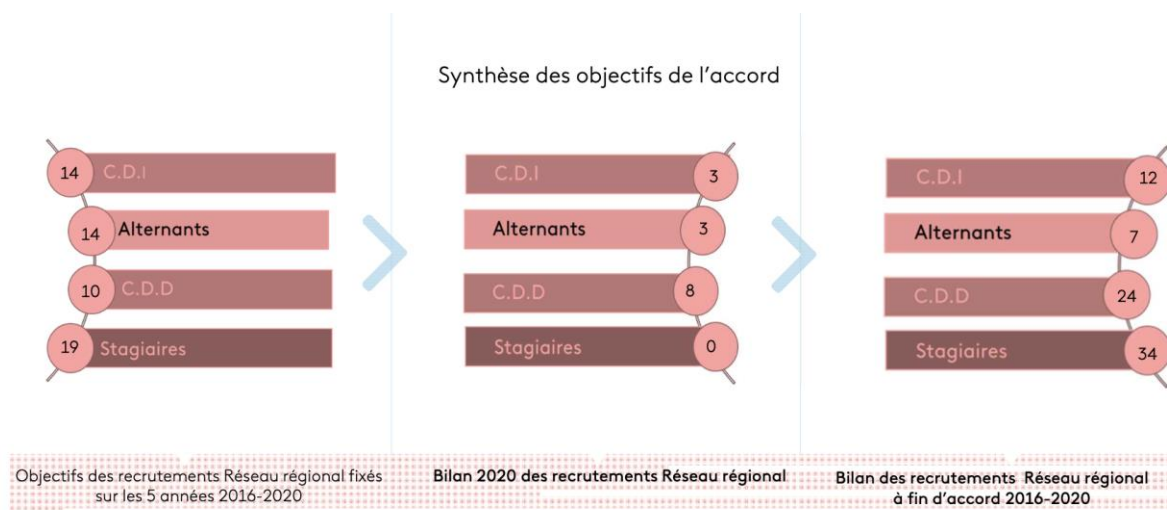 Synthèse des objectifs de l'accord
14 C.D.I
14 Alternants
10 C.D.D
19 Stagiaires
Objectifs des recrutements Réseau régional fixés
sur les 5 années 2016-2020
C.D.I 3
Alternants 3
C.D.D 8
Stagiaires 0
Bilan 2020 des recrutements Réseau régional
C.D.I 12
Alternants 7
C.D.D 24
Stagiaires 34
Bilan des recrutements Réseau régional
à fin d'accord 2016-2020